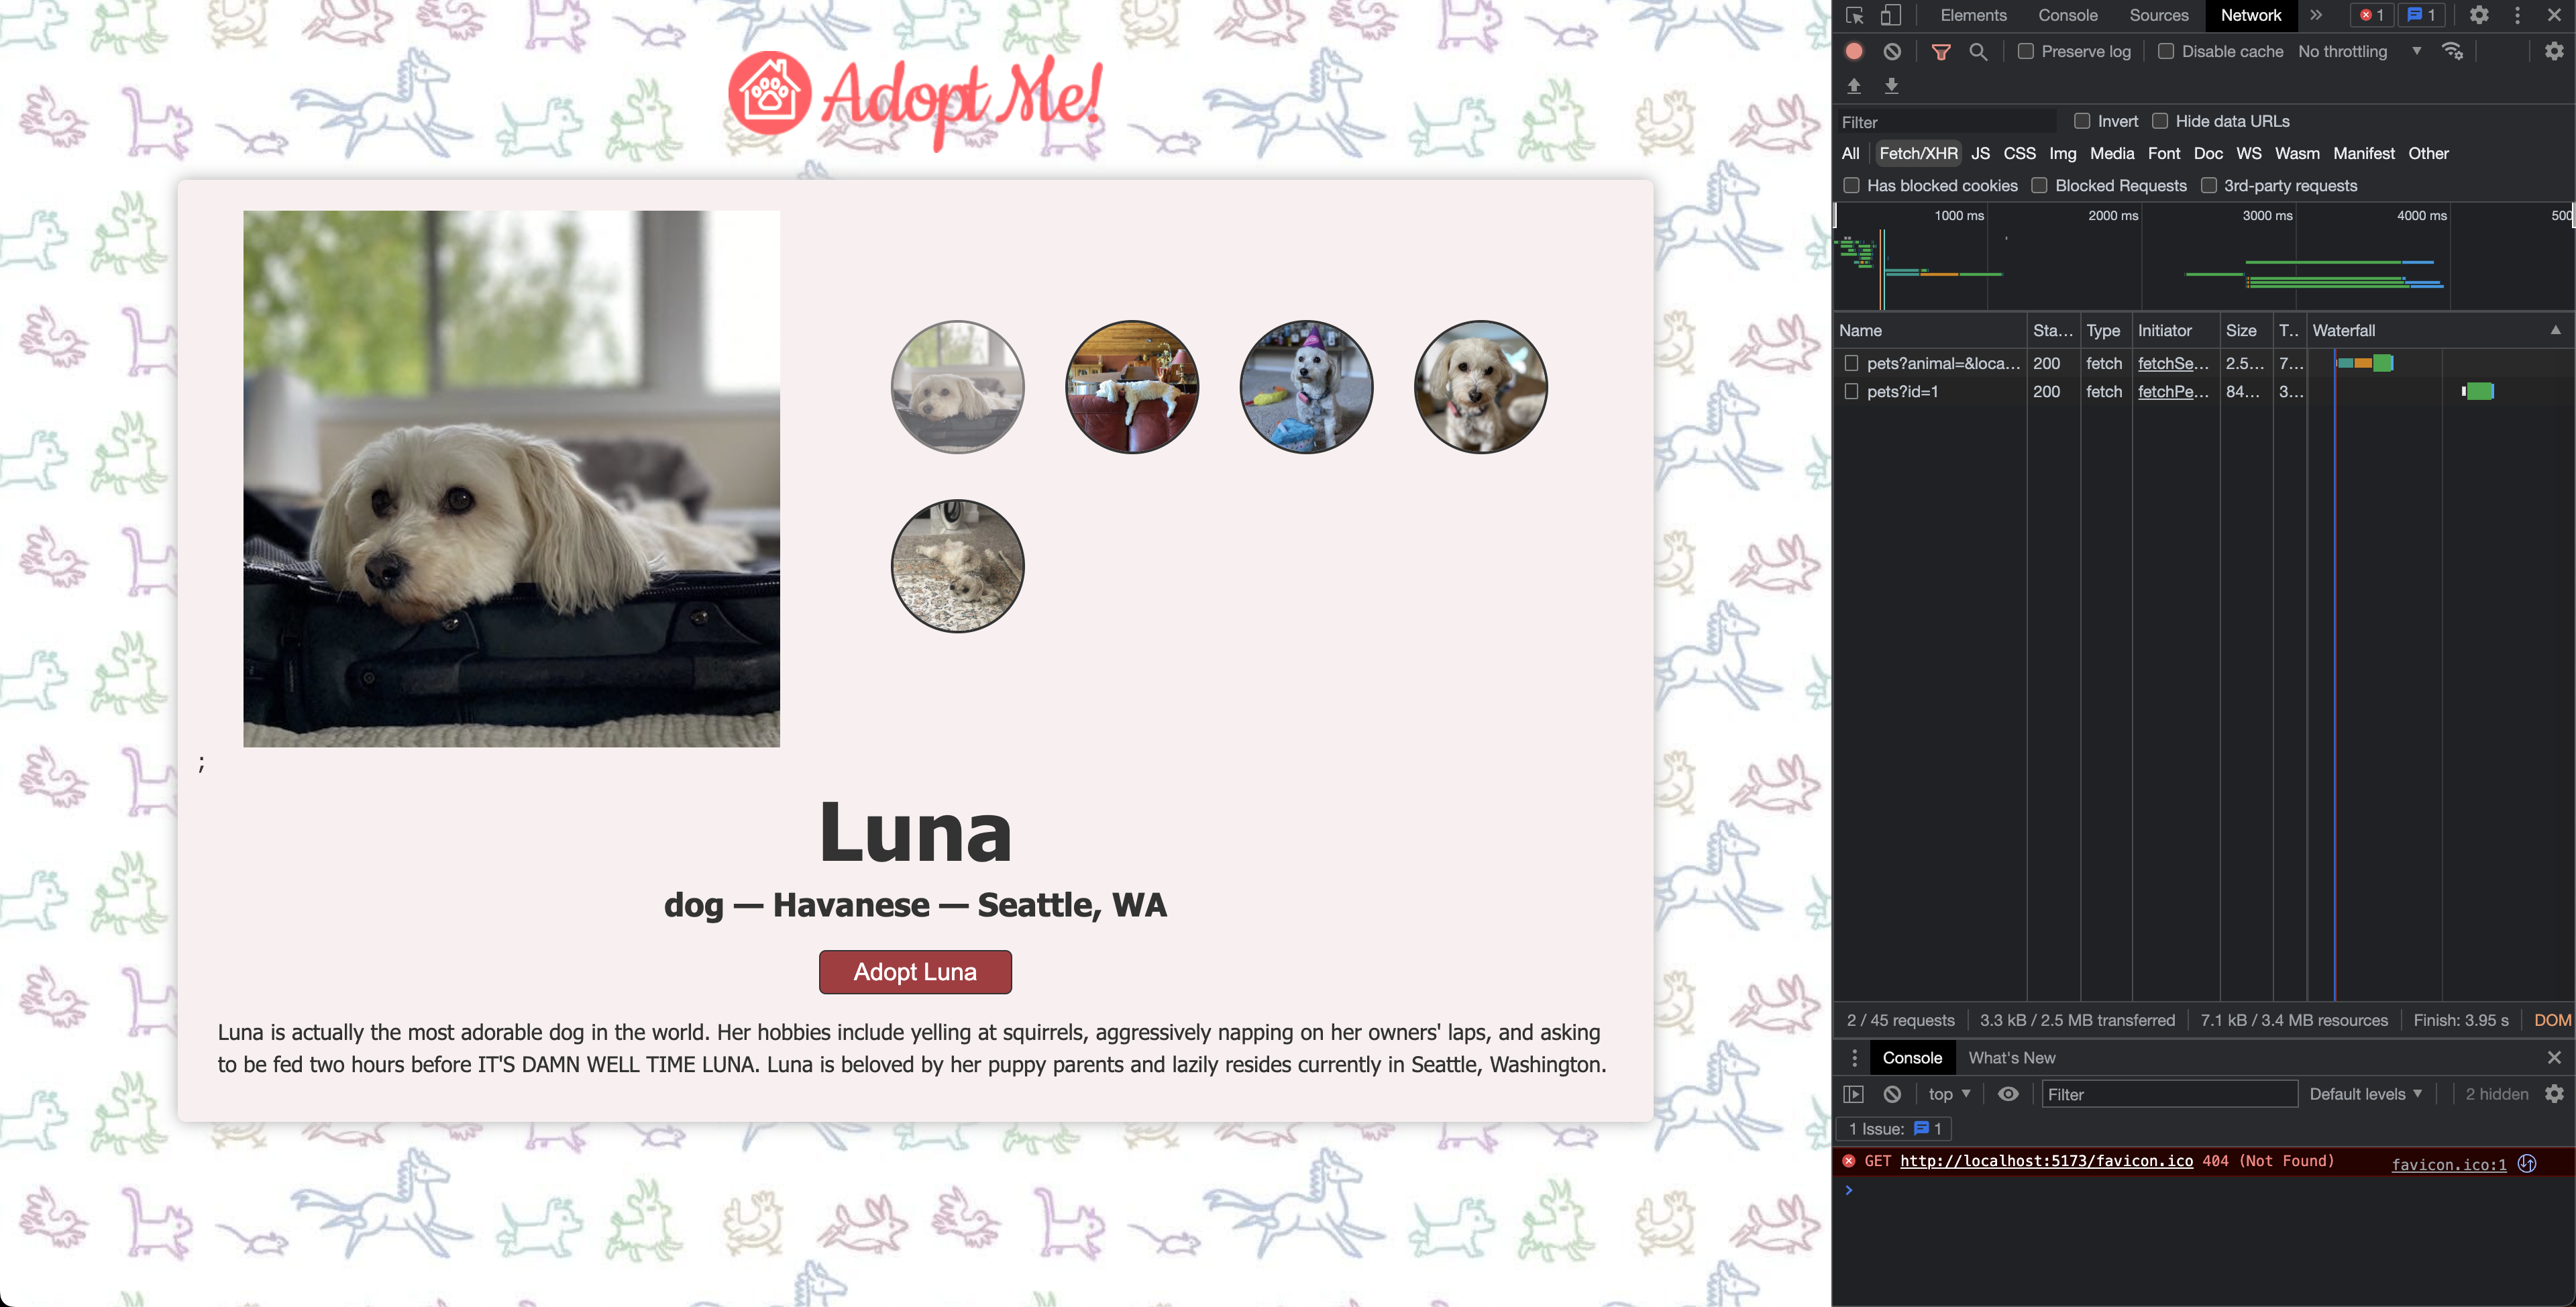 Adopt Me!
;
Luna
dog — Havanese — Seattle, WA
Adopt Luna
Luna is actually the most adorable dog in the world. Her hobbies include yelling at squirrels, aggressively napping on her owners' laps, and asking
to be fed two hours before IT'S DAMN WELL TIME LUNA. Luna is beloved by her puppy parents and lazily resides currently in Seattle, Washington.
Elements Console Sources Network 1 1
Preserve log Disable cache No throttling
Filter Invert Hide data URLs
All Fetch/XHR JS CSS Img Media Font Doc WS Wasm Manifest Other
Has blocked cookies Blocked Requests 3rd-party requests
1000 ms 2000 ms 3000 ms 4000 ms 500
Name Sta... Type Initiator Size T.. Waterfall
pets?animal=&loca... 200 fetch fetchSe... 2.5... 7...
pets?id=1 200 fetch fetchPe... 84... 3...
2 / 45 requests 3.3 kB / 2.5 MB transferred 7.1 kB / 3.4 MB resources Finish: 3.95 s DOM
Console What's New
top Filter Default levels 2 hidden
1 Issue: 1
GET http://localhost:5173/favicon.ico 404 (Not Found) favicon.ico:1